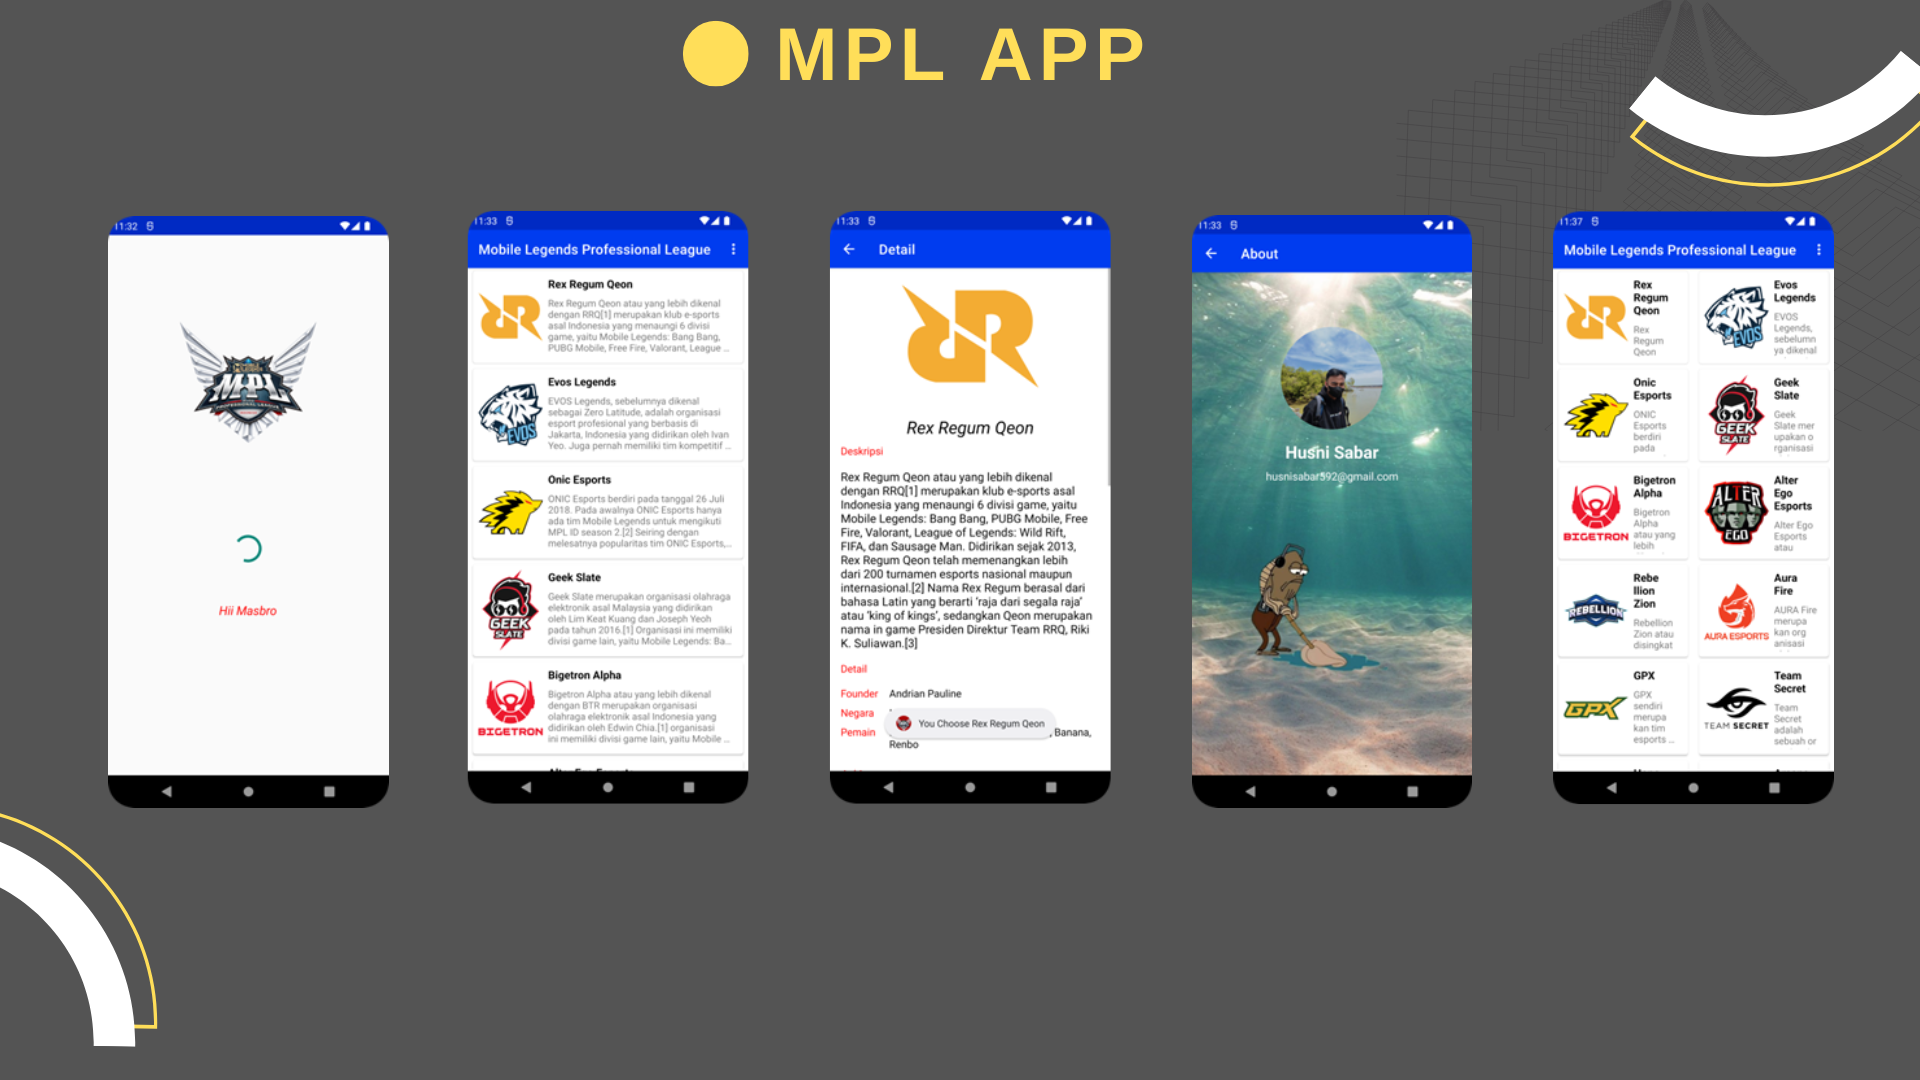 MPL APP
11:32
MPL
Hii Masbro
11:33
Mobile Legends Professional League
Rex Regum Qeon
Rex Regum Qeon atau yang lebih dikenal
dengan RRQ[1] merupakan klub e-sports
asal Indonesia yang menaungi 6 divisi
game, yaitu Mobile Legends: Bang Bang,
PUBG Mobile, Free Fire, Valorant, League ...
EVOS
Evos Legends
EVOS Legends, sebelumnya dikenal
sebagai Zero Latitude, adalah organisasi
esport profesional yang berbasis di
Jakarta, Indonesia yang didirikan oleh Ivan
Yeo. Juga pernah memiliki tim kompetitif ...
Onic Esports
ONIC Esports berdiri pada tanggal 26 Juli
2018. Pada awalnya ONIC Esports hanya
ada tim Mobile Legends untuk mengikuti
MPL ID season 2.[2] Seiring dengan
melesatnya popularitas tim ONIC Esports,...
GEEK
SLATE
Geek Slate
Geek Slate merupakan organisasi olahraga
elektronik asal Malaysia yang didirikan
oleh Lim Keat Kuang dan Joseph Yeoh
pada tahun 2016.[1] Organisasi ini memiliki
divisi game lain, yaitu Mobile Legends: Ba...
BIGETRON
Bigetron Alpha
Bigetron Alpha atau yang lebih dikenal
dengan BTR merupakan organisasi
olahraga elektronik asal Indonesia yang
didirikan oleh Edwin Chia.[1] organisasi
ini memiliki divisi game lain, yaitu Mobile ...
11:33
Detail
Rex Regum Qeon
Deskripsi
Rex Regum Qeon atau yang lebih dikenal
dengan RRQ[1] merupakan klub e-sports asal
Indonesia yang menaungi 6 divisi game, yaitu
Mobile Legends: Bang Bang, PUBG Mobile, Free
Fire, Valorant, League of Legends: Wild Rift,
FIFA, dan Sausage Man. Didirikan sejak 2013,
Rex Regum Qeon telah memenangkan lebih
dari 200 turnamen esports nasional maupun
internasional.[2] Nama Rex Regum berasal dari
bahasa Latin yang berarti 'raja dari segala raja'
atau 'king of kings', sedangkan Qeon merupakan
nama in game Presiden Direktur Team RRQ, Riki
K. Suliawan.[3]
Detail
Founder Andrian Pauline
Negara
You Choose Rex Regum Qeon
Pemain , Banana,
Renbo
11:33
About
Husni Sabar
husnisabar592@gmail.com
11:37
Mobile Legends Professional League
Rex
Regum
Qeon
Rex
Regum
Qeon
EVOS
Evos
Legends
EVOS
Legends,
sebelumn
ya dikenal
Onic
Esports
ONIC
Esports
berdiri
pada
GEEK
SLATE
Geek
Slate
Geek
Slate mer
upakan o
rganisasi
BIGETRON
Bigetron
Alpha
Bigetron
Alpha
atau yang
lebih
ALTER
EGO
Alter
Ego
Esports
Alter Ego
Esports
atau
REBELLION
Rebe
llion
Zion
Rebellion
Zion atau
disingkat
AURA ESPORTS
Aura
Fire
AURA Fire
merupa
kan org
anisasi
GPX
GPX
GPX
sendiri
merupa
kan tim
esports ...
TEAM SECRET
Team
Secret
Team
Secret
adalah
sebuah or